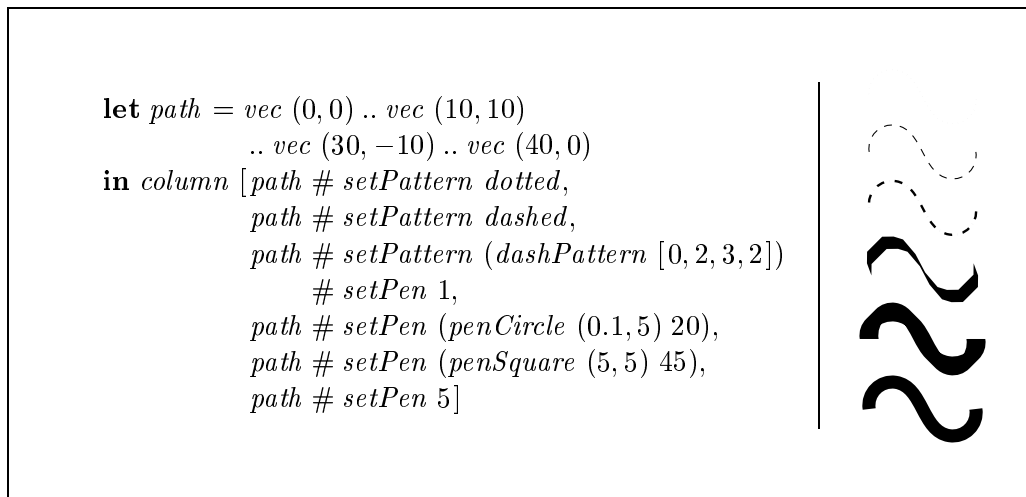 let path = vec (0, 0) .. vec (10, 10)
.. vec (30, −10) .. vec (40, 0)
in column [path # setPattern dotted,
path # setPattern dashed,
path # setPattern (dashPattern [0, 2, 3, 2])
# setPen 1,
path # setPen (penCircle (0.1, 5) 20),
path # setPen (penSquare (5, 5) 45),
path # setPen 5]